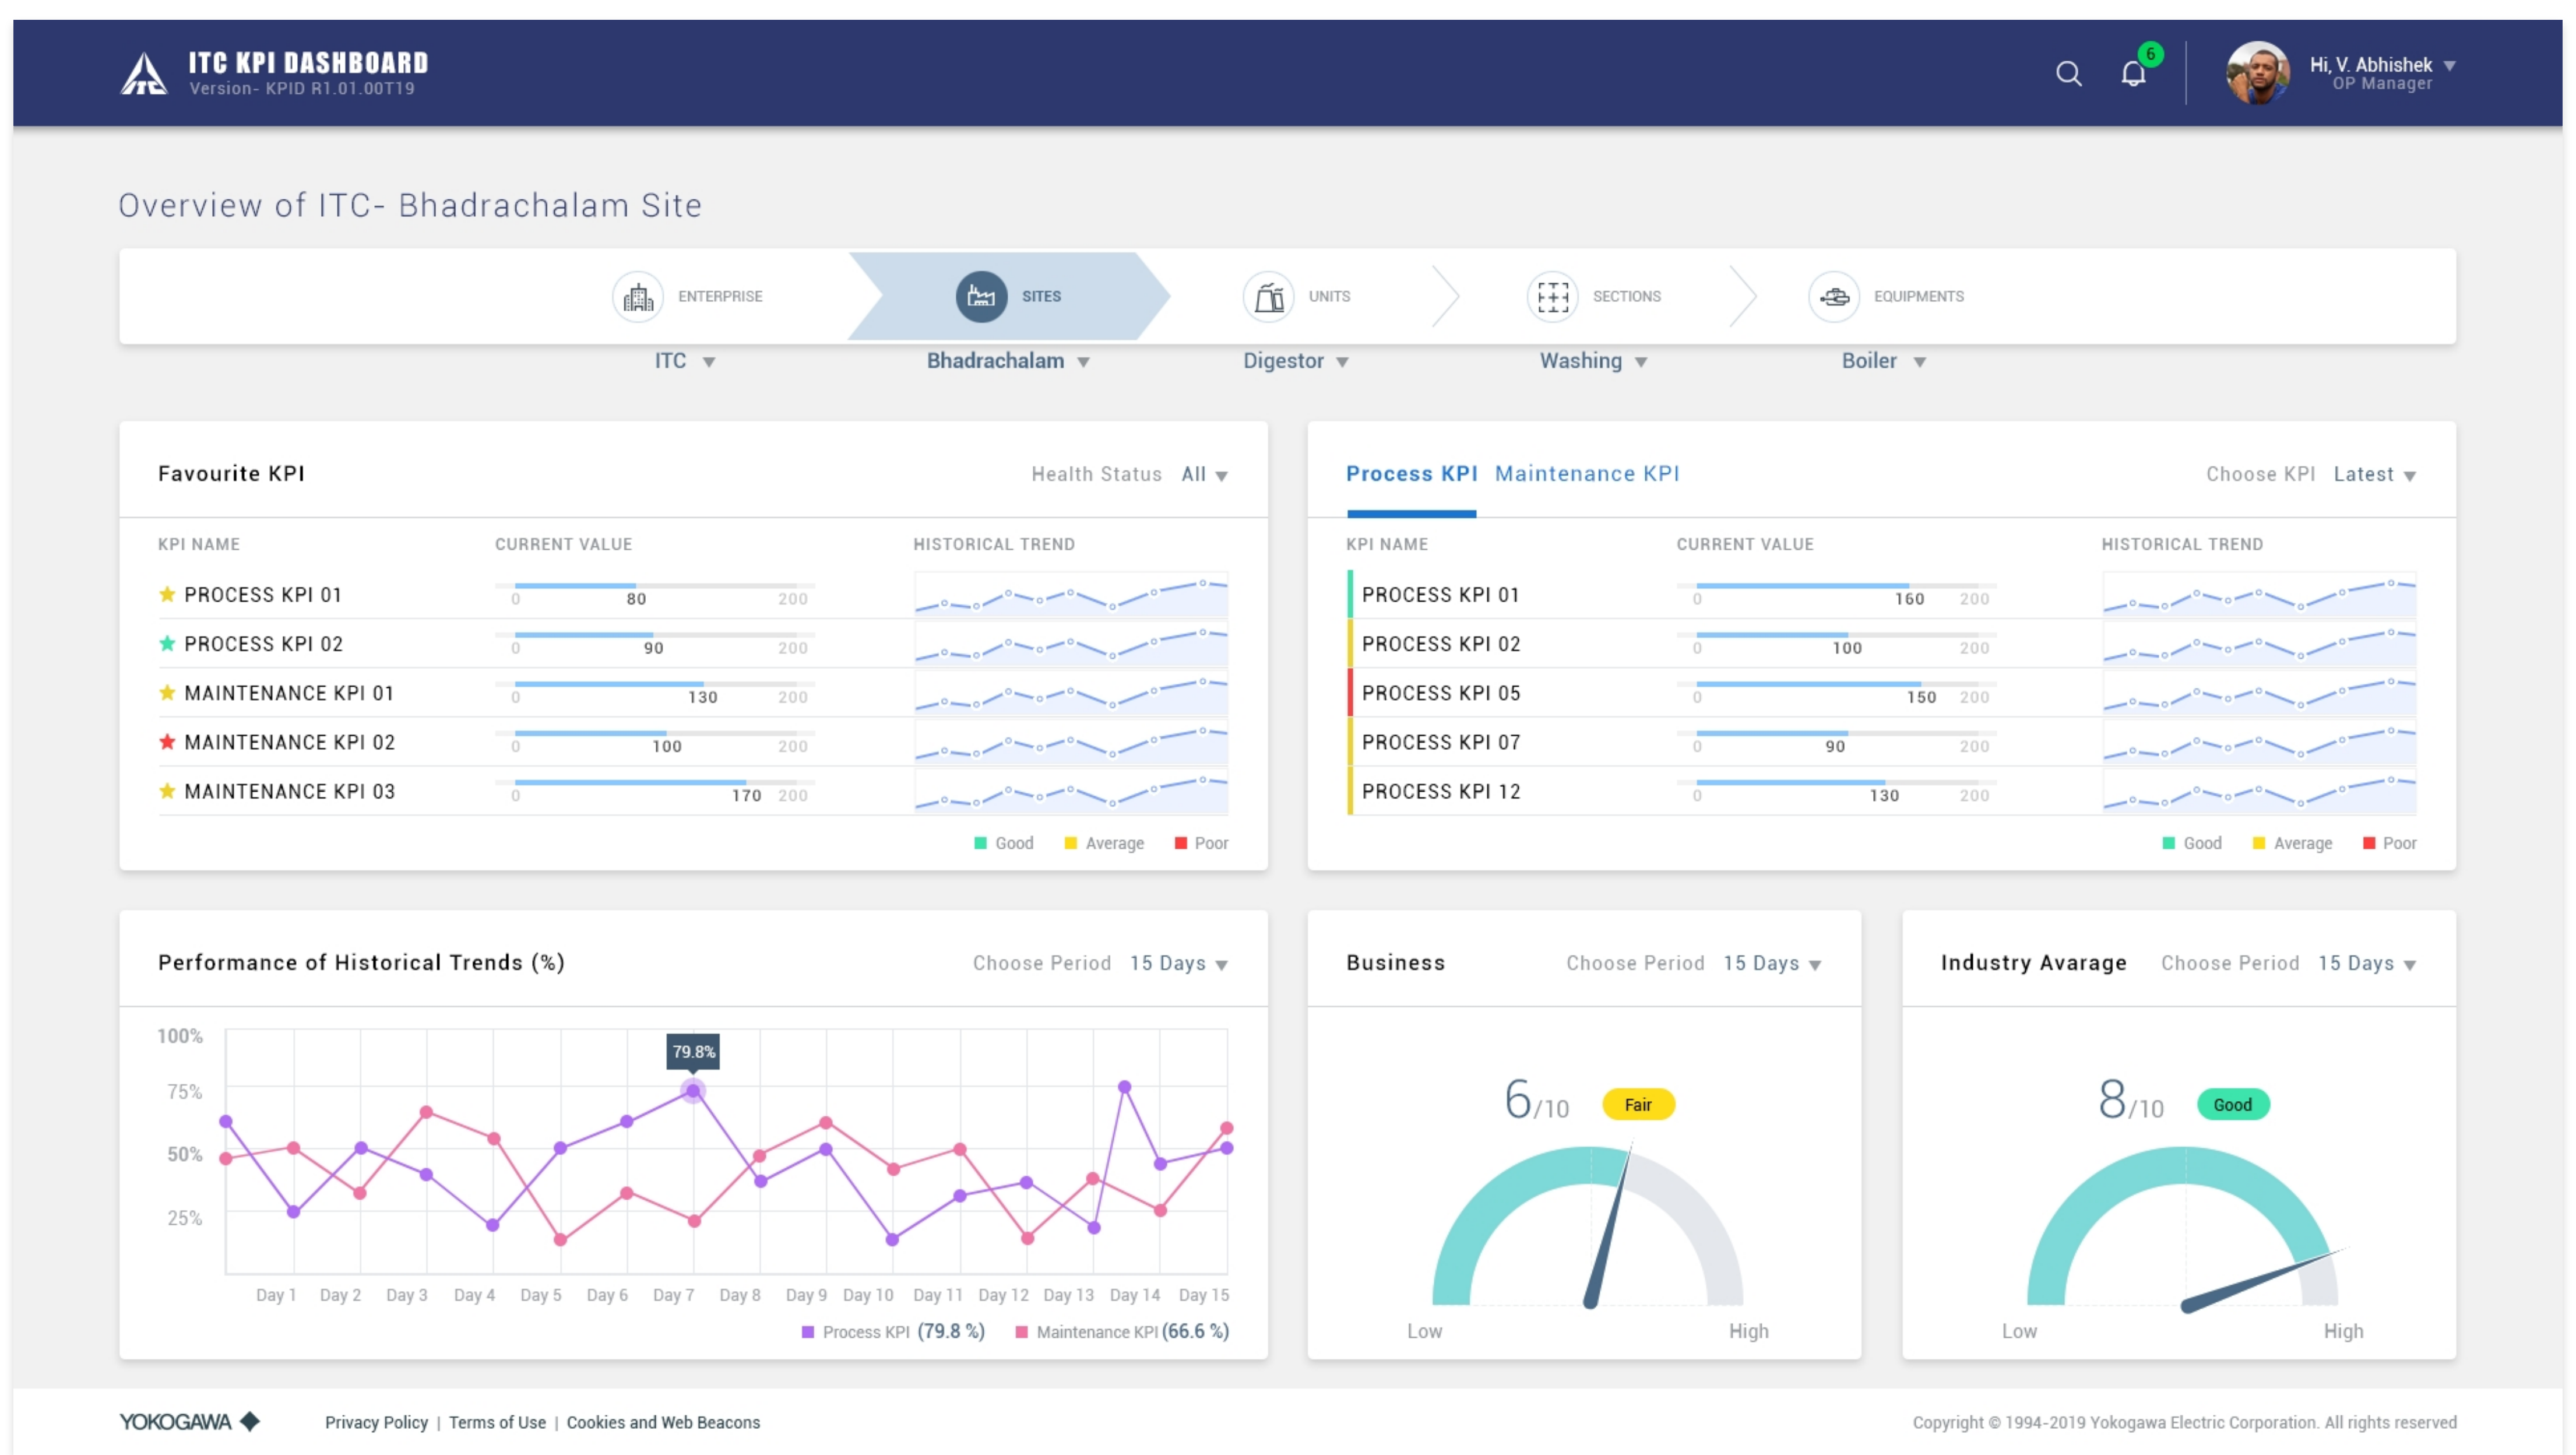 ITC KPI DASHBOARD
Version- KPID R1.01.00T19
ITC
6
Hi, V. Abhishek
OP Manager
Overview of ITC- Bhadrachalam Site
ENTERPRISE SITES UNITS SECTIONS EQUIPMENTS
ITC Bhadrachalam Digestor Washing Boiler
Favourite KPI Health Status All
KPI NAME CURRENT VALUE HISTORICAL TREND
PROCESS KPI 01 0 80 200
PROCESS KPI 02 0 90 200
MAINTENANCE KPI 01 0 130 200
MAINTENANCE KPI 02 0 100 200
MAINTENANCE KPI 03 0 170 200
Good Average Poor
Process KPI Maintenance KPI Choose KPI Latest
KPI NAME CURRENT VALUE HISTORICAL TREND
PROCESS KPI 01 0 160 200
PROCESS KPI 02 0 100 200
PROCESS KPI 05 0 150 200
PROCESS KPI 07 0 90 200
PROCESS KPI 12 0 130 200
Good Average Poor
Performance of Historical Trends (%) Choose Period 15 Days
100%
79.8%
75%
50%
25%
Day 1 Day 2 Day 3 Day 4 Day 5 Day 6 Day 7 Day 8 Day 9 Day 10 Day 11 Day 12 Day 13 Day 14 Day 15
Process KPI (79.8 %) Maintenance KPI (66.6 %)
Business Choose Period 15 Days
6/10 Fair
Low High
Industry Avarage Choose Period 15 Days
8/10 Good
Low High
YOKOGAWA Privacy Policy | Terms of Use | Cookies and Web Beacons
Copyright © 1994-2019 Yokogawa Electric Corporation. All rights reserved